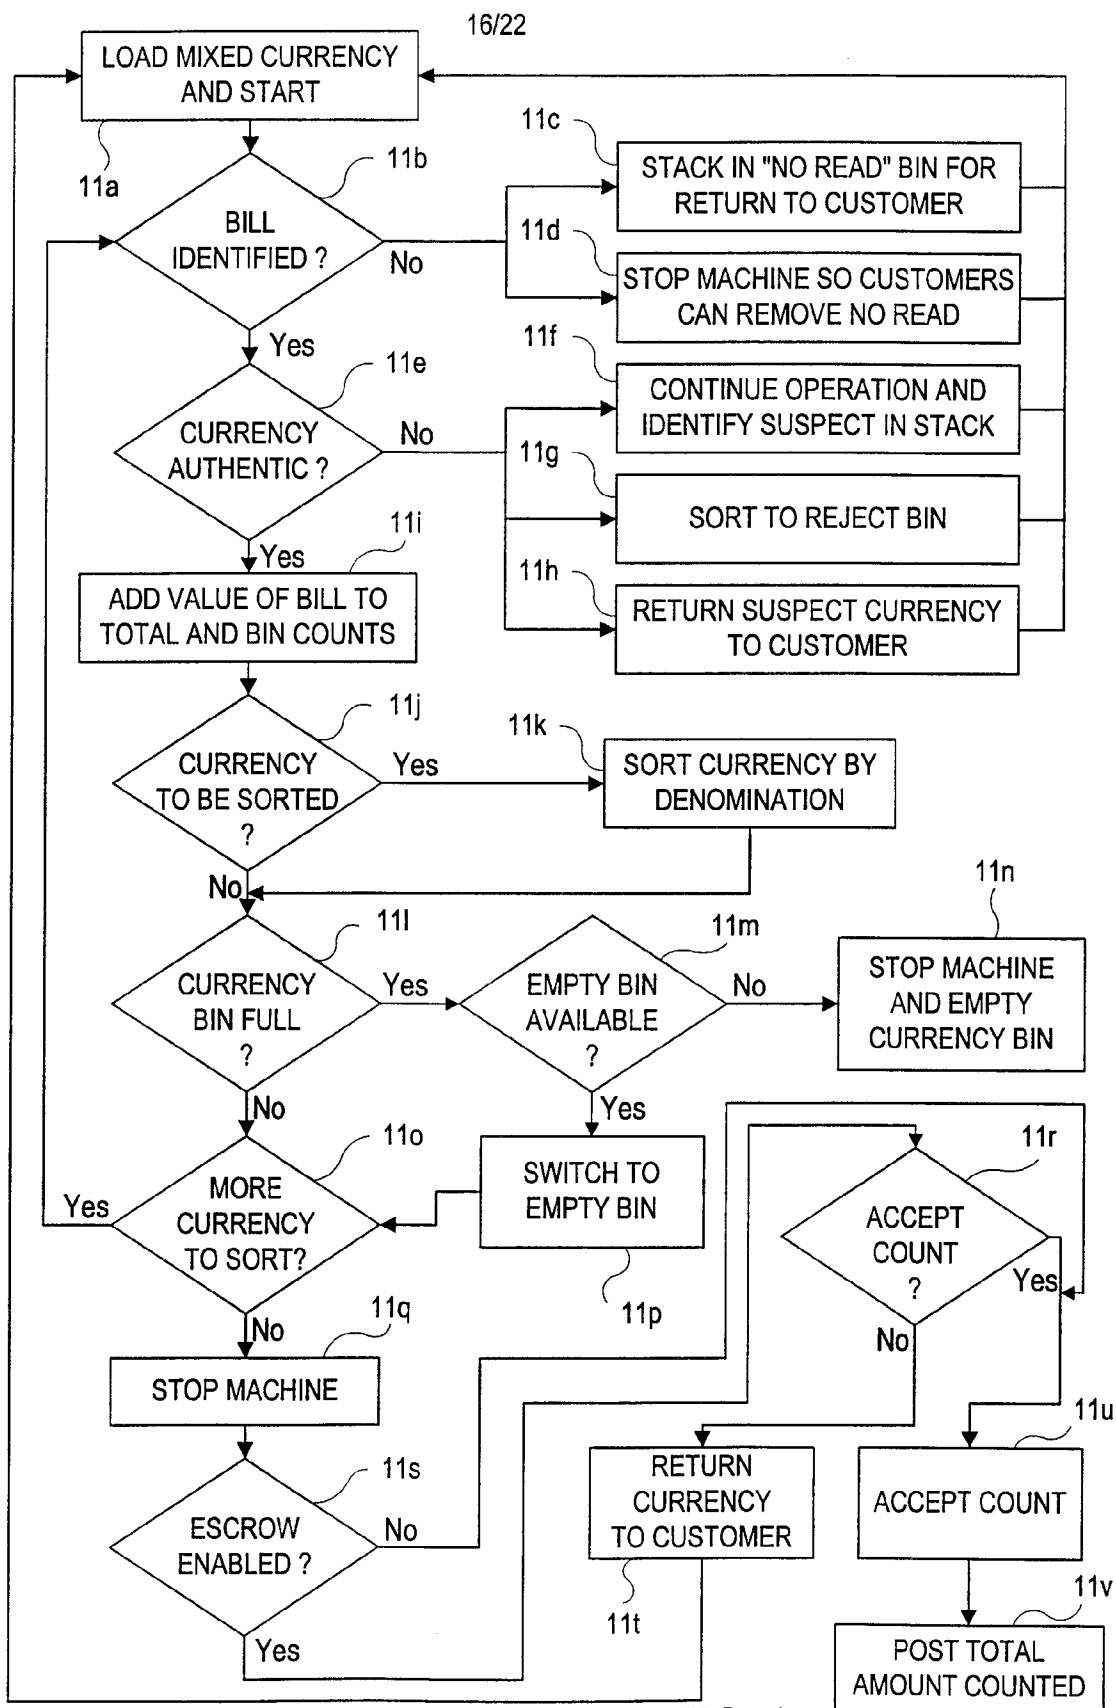 16/22
LOAD MIXED CURRENCY
AND START
11a
11b
BILL
IDENTIFIED ?
No
Yes
11c
STACK IN "NO READ" BIN FOR
RETURN TO CUSTOMER
11d
STOP MACHINE SO CUSTOMERS
CAN REMOVE NO READ
11e
CURRENCY
AUTHENTIC ?
No
Yes
11f
CONTINUE OPERATION AND
IDENTIFY SUSPECT IN STACK
11g
SORT TO REJECT BIN
11h
RETURN SUSPECT CURRENCY
TO CUSTOMER
11i
ADD VALUE OF BILL TO
TOTAL AND BIN COUNTS
11j
CURRENCY
TO BE SORTED
?
Yes
No
11k
SORT CURRENCY BY
DENOMINATION
11l
CURRENCY
BIN FULL
?
Yes
No
11m
EMPTY BIN
AVAILABLE
?
No
Yes
11n
STOP MACHINE
AND EMPTY
CURRENCY BIN
11o
MORE
CURRENCY
TO SORT?
Yes
No
SWITCH TO
EMPTY BIN
11p
11r
ACCEPT
COUNT
?
Yes
No
11q
STOP MACHINE
11s
ESCROW
ENABLED ?
No
Yes
RETURN
CURRENCY
TO CUSTOMER
11t
11u
ACCEPT COUNT
11v
POST TOTAL
AMOUNT COUNTED